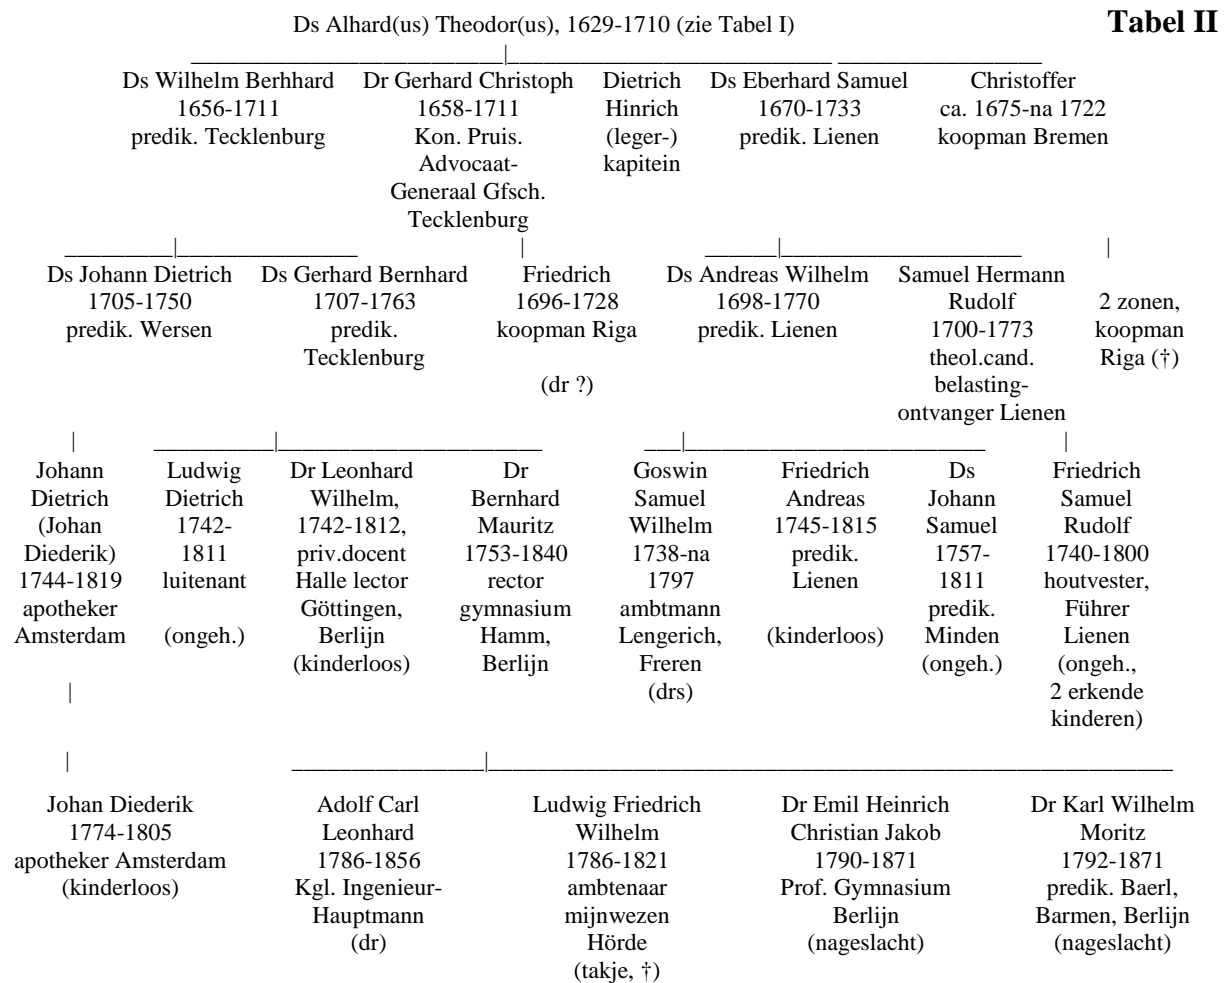 Ds Alhard(us) Theodor(us), 1629-1710 (zie Tabel I)
Tabel II
Ds Wilhelm Berhhard
1656-1711
predik. Tecklenburg
Dr Gerhard Christoph
1658-1711
Kon. Pruis.
Advocaat-
Generaal Gfsch.
Tecklenburg
Dietrich
Hinrich
(leger-)
kapitein
Ds Eberhard Samuel
1670-1733
predik. Lienen
Christoffer
ca. 1675-na 1722
koopman Bremen
Ds Johann Dietrich
1705-1750
predik. Wersen
Ds Gerhard Bernhard
1707-1763
predik.
Tecklenburg
Friedrich
1696-1728
koopman Riga
(dr ?)
Ds Andreas Wilhelm
1698-1770
predik. Lienen
Samuel Hermann
Rudolf
1700-1773
theol.cand.
belasting-
ontvanger Lienen
2 zonen,
koopman
Riga (†)
Johann
Dietrich
(Johan
Diederik)
1744-1819
apotheker
Amsterdam
Ludwig
Dietrich
1742-
1811
luitenant
(ongeh.)
Dr Leonhard
Wilhelm,
1742-1812,
priv.docent
Halle lector
Göttingen,
Berlijn
(kinderloos)
Dr
Bernhard
Mauritz
1753-1840
rector
gymnasium
Hamm,
Berlijn
Goswin
Samuel
Wilhelm
1738-na
1797
ambtmann
Lengerich,
Freren
(drs)
Friedrich
Andreas
1745-1815
predik.
Lienen
(kinderloos)
Ds
Johann
Samuel
1757-
1811
predik.
Minden
(ongeh.)
Friedrich
Samuel
Rudolf
1740-1800
houtvester,
Führer
Lienen
(ongeh.,
2 erkende
kinderen)
Johan Diederik
1774-1805
apotheker Amsterdam
(kinderloos)
Adolf Carl
Leonhard
1786-1856
Kgl. Ingenieur-
Hauptmann
(dr)
Ludwig Friedrich
Wilhelm
1786-1821
ambtenaar
mijnwezen
Hörde
(takje, †)
Dr Emil Heinrich
Christian Jakob
1790-1871
Prof. Gymnasium
Berlijn
(nageslacht)
Dr Karl Wilhelm
Moritz
1792-1871
predik. Baerl,
Barmen, Berlijn
(nageslacht)